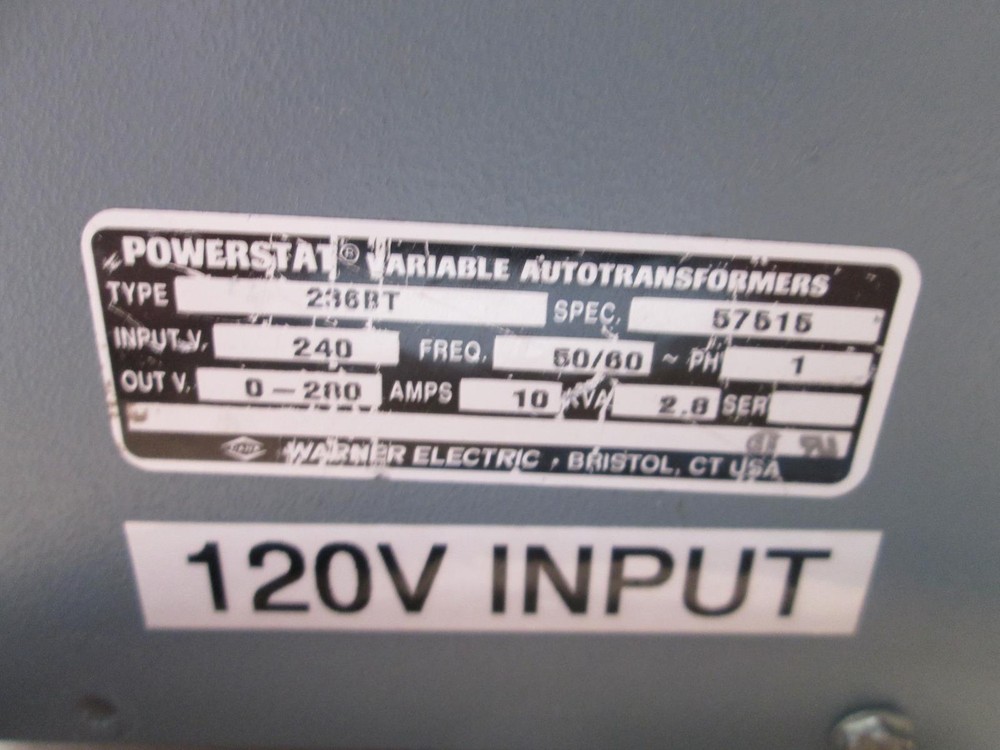 POWERSTAT® VARIABLE AUTOTRANSFORMERS
TYPE 236BT SPEC. 57515
INPUT V. 240 FREQ. 50/60 ~ PH 1
OUT V. 0-280 AMPS 10 KVA 2.8 SER
WARNER ELECTRIC, BRISTOL, CT USA
120V INPUT